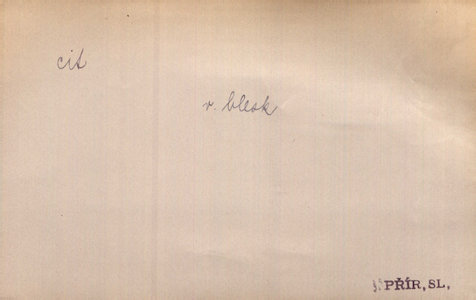 cit
v. blesk
PŘÍR, SL,